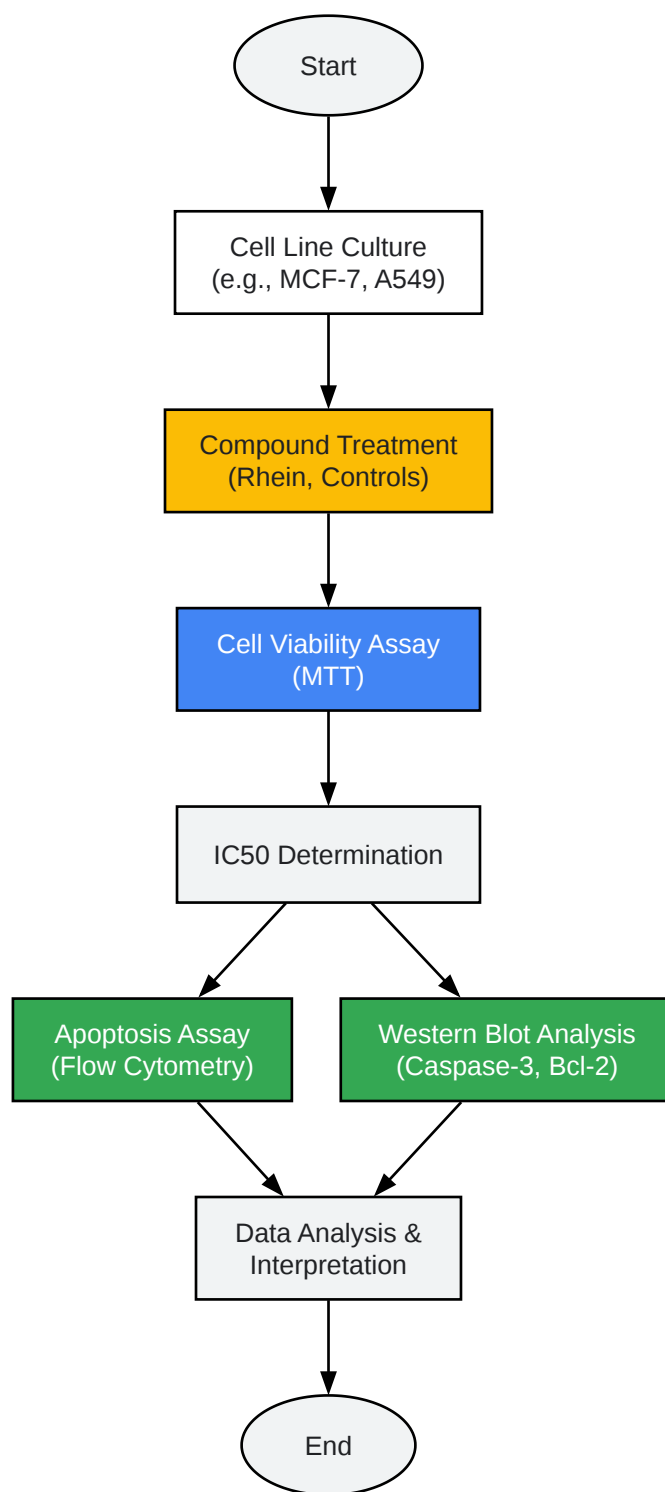 Start
Cell Line Culture
(e.g., MCF-7, A549)
Compound Treatment
(Rhein, Controls)
Cell Viability Assay
(MTT)
IC50 Determination
Apoptosis Assay
(Flow Cytometry)
Western Blot Analysis
(Caspase-3, Bcl-2)
Data Analysis &
Interpretation
End